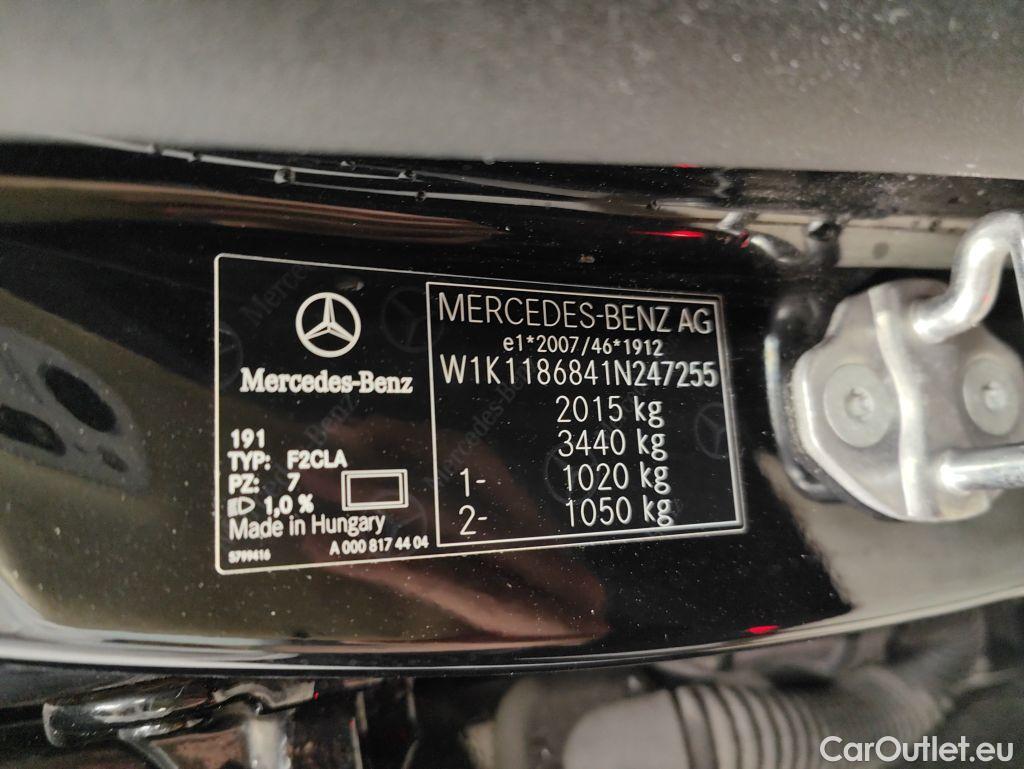 Mercedes-Benz
191
TYP: F2CLA
PZ: 7
1,0 %
Made in Hungary
5799416
A 000 817 44 04
MERCEDES-BENZ AG
e1*2007/46*1912
W1K1186841N247255
2015 kg
3440 kg
1- 1020 kg
2- 1050 kg
CarOutlet.eu